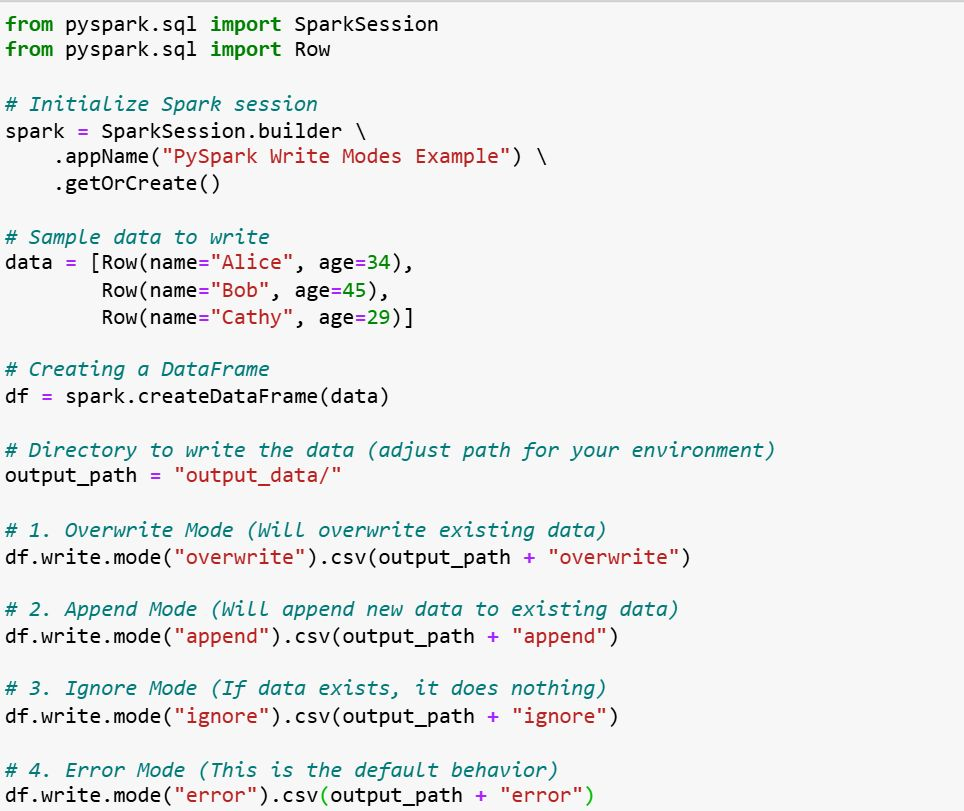 from pyspark.sql import SparkSession
from pyspark.sql import Row

# Initialize Spark session
spark = SparkSession.builder \
    .appName("PySpark Write Modes Example") \
    .getOrCreate()

# Sample data to write
data = [Row(name="Alice", age=34),
        Row(name="Bob", age=45),
        Row(name="Cathy", age=29)]

# Creating a DataFrame
df = spark.createDataFrame(data)

# Directory to write the data (adjust path for your environment)
output_path = "output_data/"

# 1. Overwrite Mode (Will overwrite existing data)
df.write.mode("overwrite").csv(output_path + "overwrite")

# 2. Append Mode (Will append new data to existing data)
df.write.mode("append").csv(output_path + "append")

# 3. Ignore Mode (If data exists, it does nothing)
df.write.mode("ignore").csv(output_path + "ignore")

# 4. Error Mode (This is the default behavior)
df.write.mode("error").csv(output_path + "error")